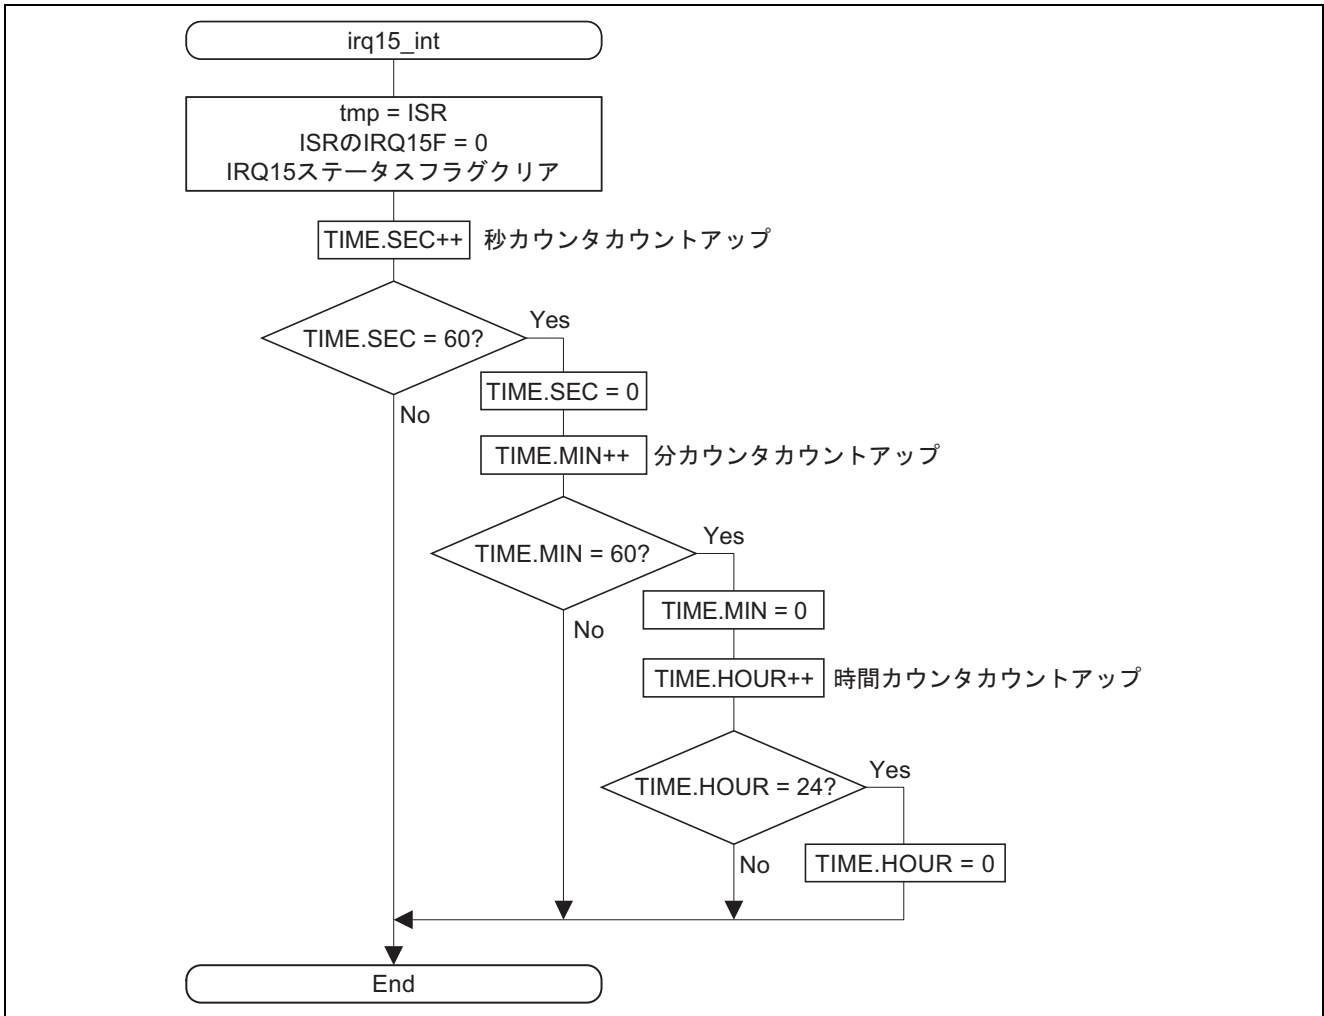 irq15_int
tmp = ISR
ISRのIRQ15F = 0
IRQ15ステータスフラグクリア
TIME.SEC++ 秒カウンタカウントアップ
TIME.SEC = 60?
Yes
TIME.SEC = 0
No
TIME.MIN++ 分カウンタカウントアップ
TIME.MIN = 60?
Yes
TIME.MIN = 0
No
TIME.HOUR++ 時間カウンタカウントアップ
TIME.HOUR = 24?
Yes
No
TIME.HOUR = 0
End